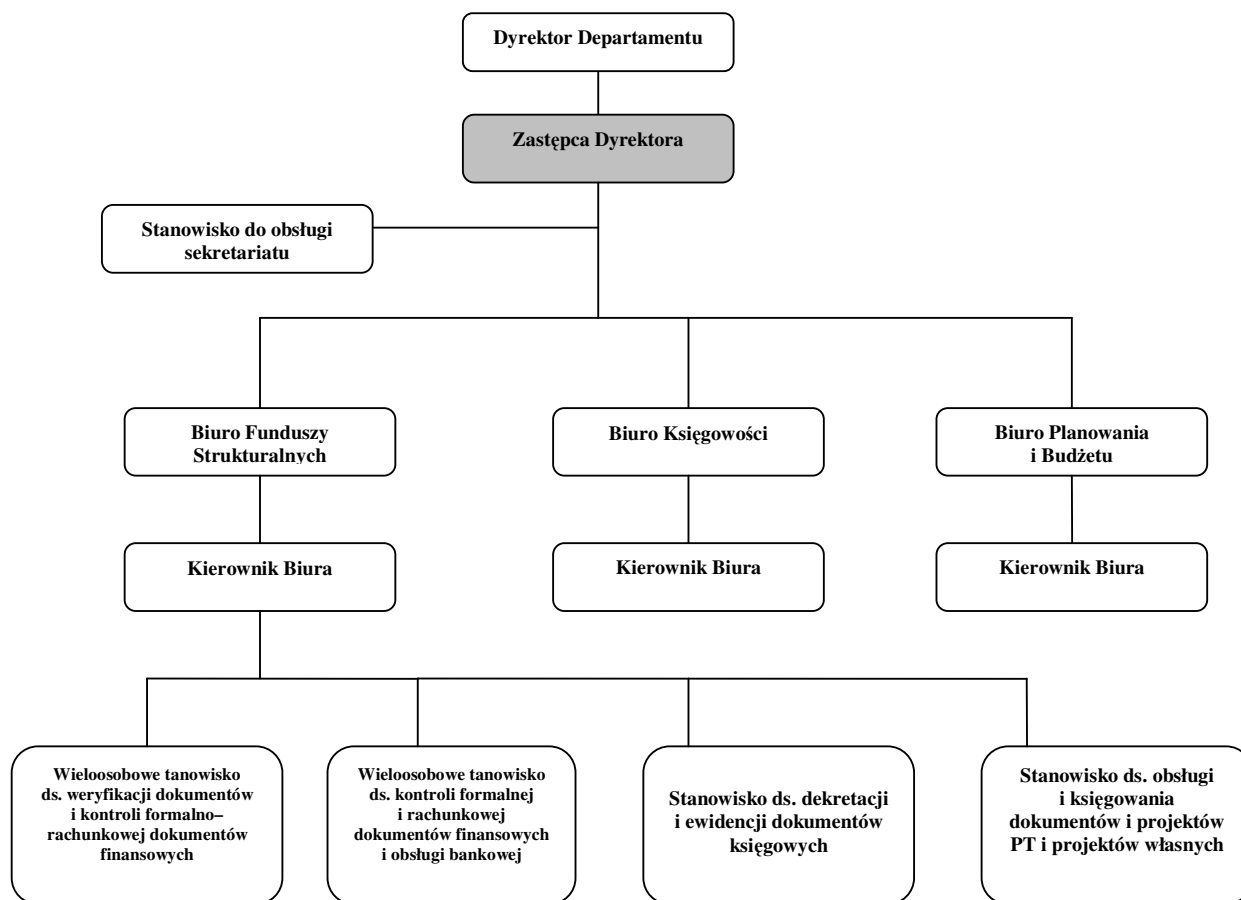 Dyrektor Departamentu
Zastępca Dyrektora
Stanowisko do obsługi
sekretariatu
Biuro Funduszy
Strukturalnych
Biuro Księgowości
Biuro Planowania
i Budżetu
Kierownik Biura
Kierownik Biura
Kierownik Biura
Wieloosobowe tanowisko
ds. weryfikacji dokumentów
i kontroli formalno–
rachunkowej dokumentów
finansowych
Wieloosobowe tanowisko
ds. kontroli formalnej
i rachunkowej
dokumentów finansowych
i obsługi bankowej
Stanowisko ds. dekretacji
i ewidencji dokumentów
księgowych
Stanowisko ds. obsługi
i księgowania
dokumentów i projektów
PT i projektów własnych